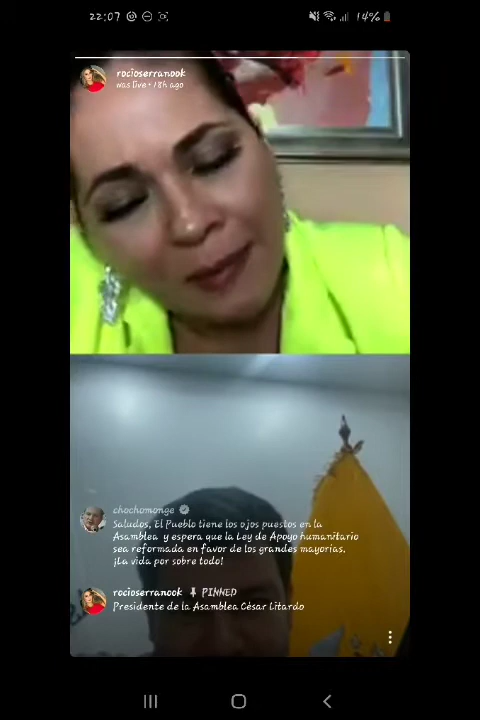 22:07
14%
rocioserranook
was live • 18h ago
chochomonge
Saludos, El Pueblo tiene los ojos puestos en la
Asamblea y espera que la Ley de Apoyo humanitario
sea reformada en favor de los grandes mayorias.
¡La vida por sobre todo!
rocioserranook PINNED
Presidente de la Asamblea César Litardo